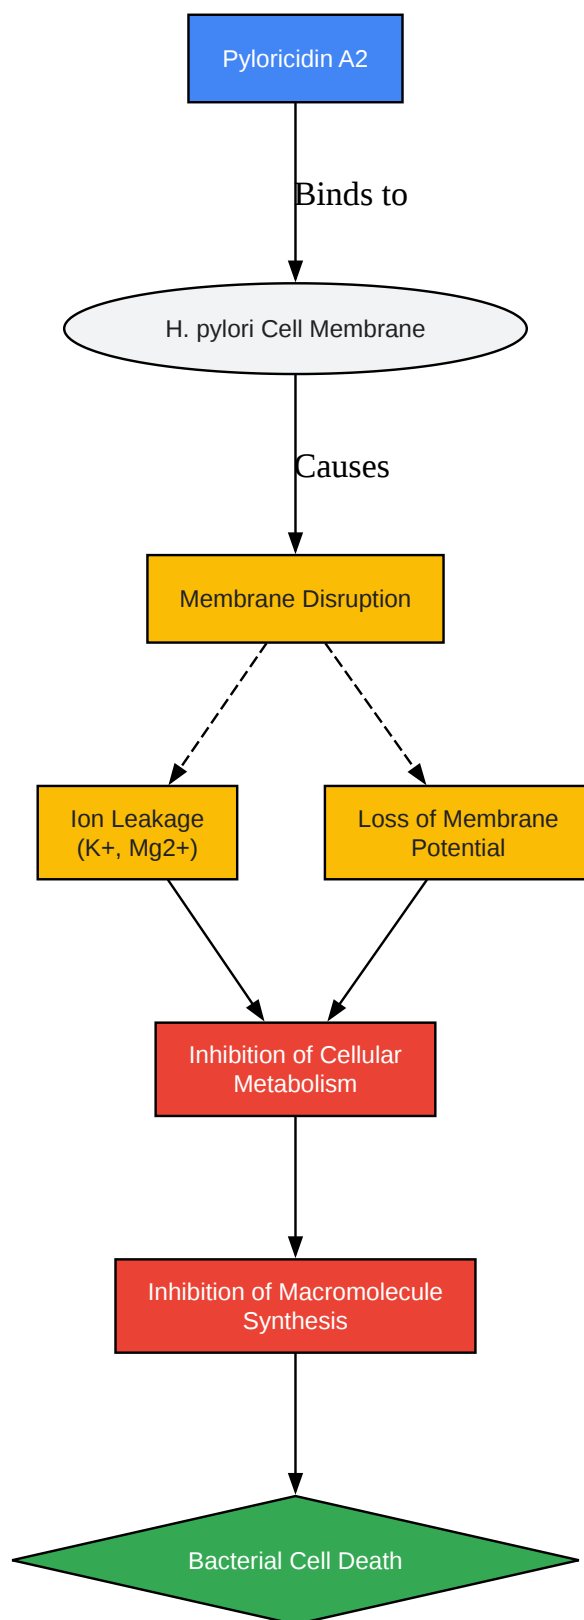 Pyloricidin A2
Binds to
H. pylori Cell Membrane
Causes
Membrane Disruption
Ion Leakage
(K+, Mg2+)
Loss of Membrane
Potential
Inhibition of Cellular
Metabolism
Inhibition of Macromolecule
Synthesis
Bacterial Cell Death